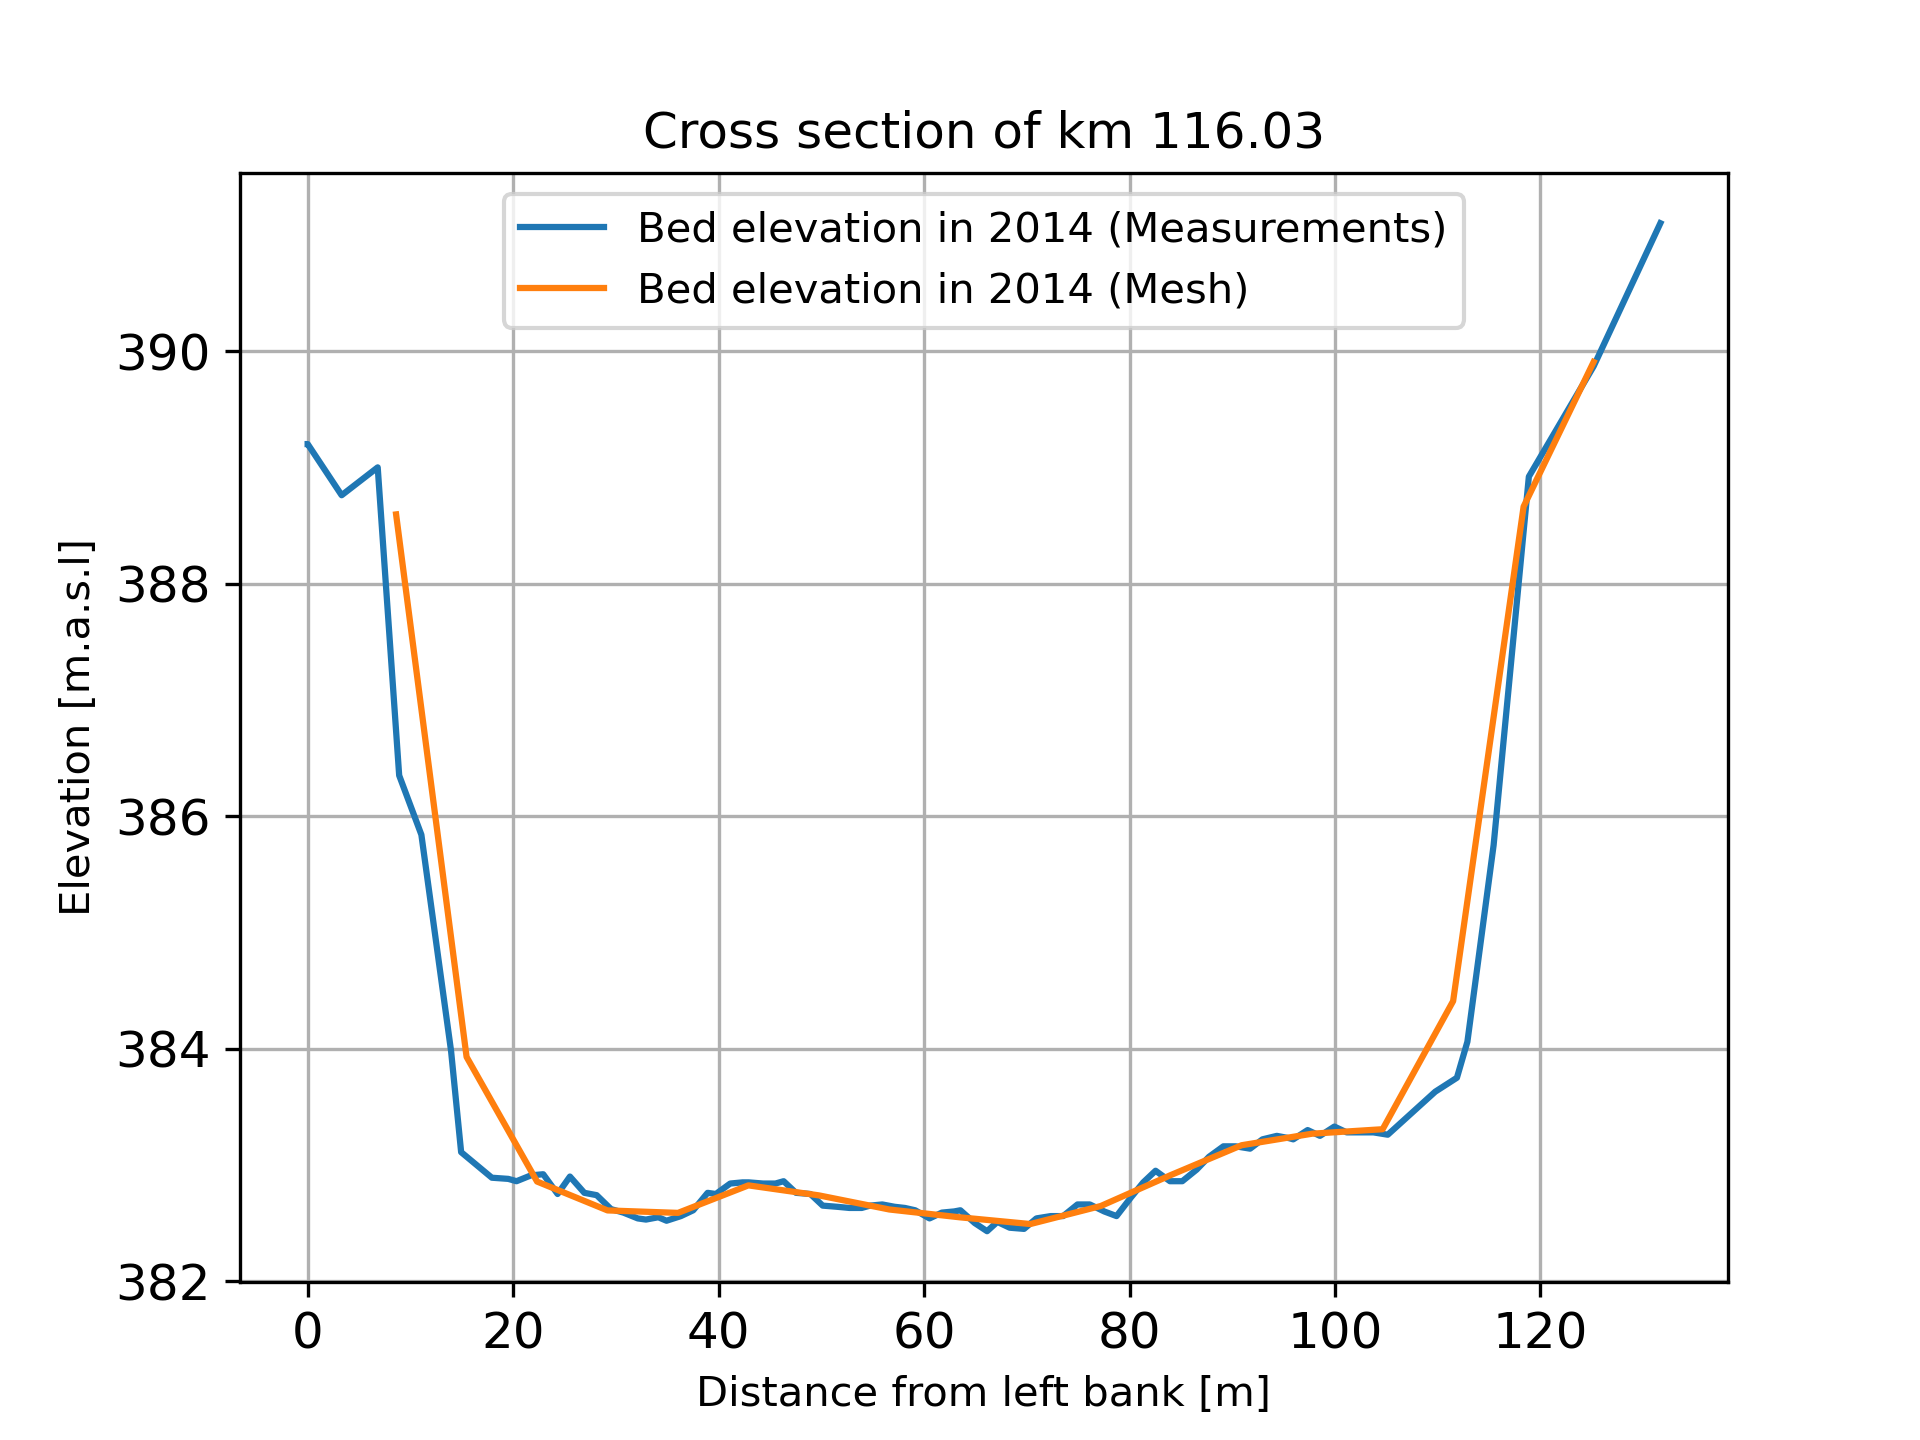 Cross section of km 116.03
Bed elevation in 2014 (Measurements)
Bed elevation in 2014 (Mesh)
Elevation [m.a.s.l]
390
388
386
384
382
0 20 40 60 80 100 120
Distance from left bank [m]